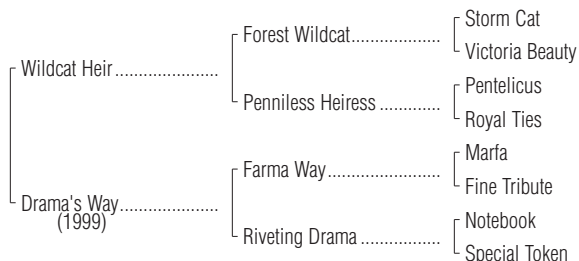 Storm Cat
Forest Wildcat....................
Victoria Beauty
Wildcat Heir .......................
Pentelicus
Penniless Heiress .............
Royal Ties
Marfa
Farma Way.........................
Fine Tribute
Drama's Way......................
(1999)
Notebook
Riveting Drama ..................
Special Token